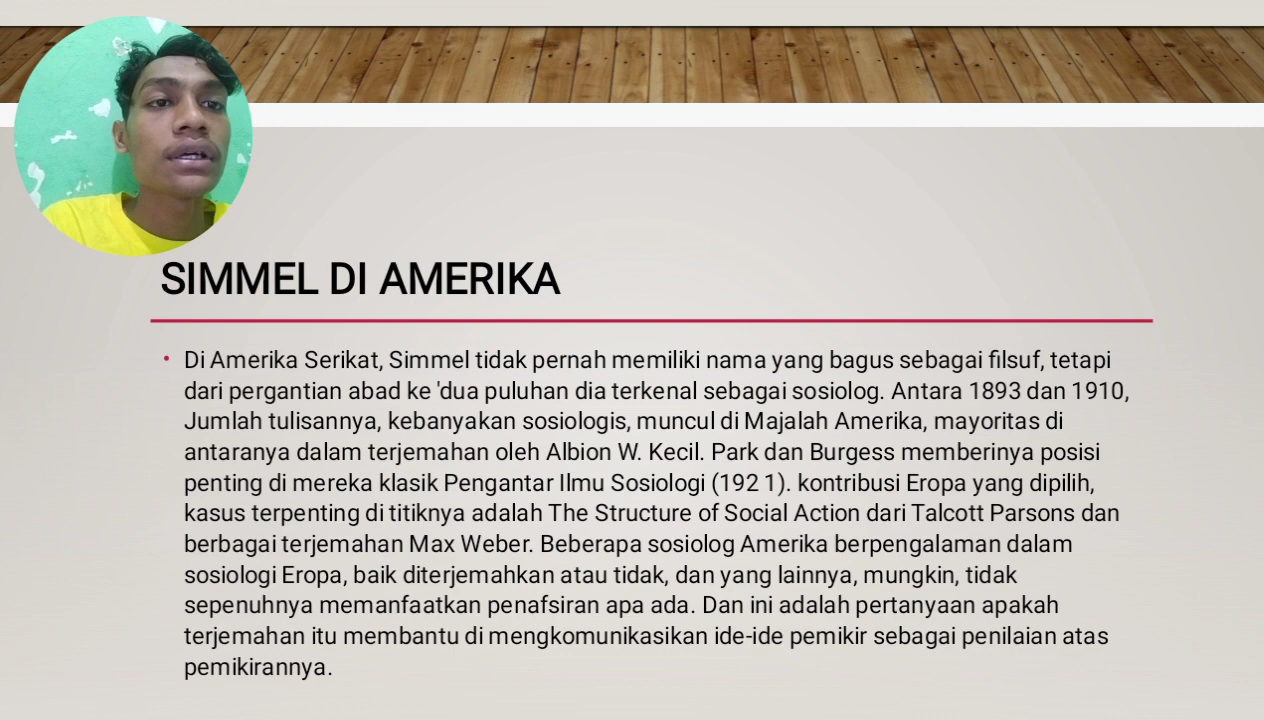 SIMMEL DI AMERIKA
• Di Amerika Serikat, Simmel tidak pernah memiliki nama yang bagus sebagai filsuf, tetapi
dari pergantian abad ke 'dua puluhan dia terkenal sebagai sosiolog. Antara 1893 dan 1910,
Jumlah tulisannya, kebanyakan sosiologis, muncul di Majalah Amerika, mayoritas di
antaranya dalam terjemahan oleh Albion W. Kecil. Park dan Burgess memberinya posisi
penting di mereka klasik Pengantar Ilmu Sosiologi (192 1). kontribusi Eropa yang dipilih,
kasus terpenting di titiknya adalah The Structure of Social Action dari Talcott Parsons dan
berbagai terjemahan Max Weber. Beberapa sosiolog Amerika berpengalaman dalam
sosiologi Eropa, baik diterjemahkan atau tidak, dan yang lainnya, mungkin, tidak
sepenuhnya memanfaatkan penafsiran apa ada. Dan ini adalah pertanyaan apakah
terjemahan itu membantu di mengkomunikasikan ide-ide pemikir sebagai penilaian atas
pemikirannya.